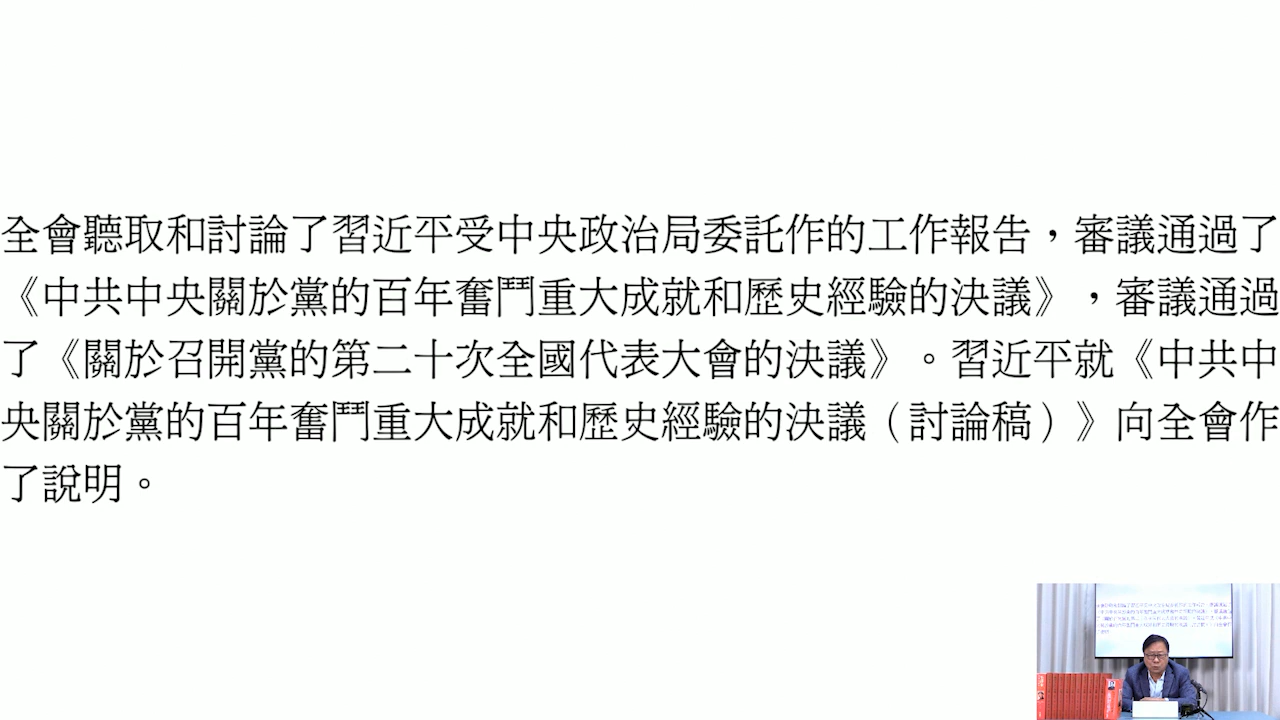 全會聽取和討論了習近平受中央政治局委託作的工作報告，審議通過了
《中共中央關於黨的百年奮鬥重大成就和歷史經驗的決議》，審議通過
了《關於召開黨的第二十次全國代表大會的決議》。習近平就《中共中
央關於黨的百年奮鬥重大成就和歷史經驗的決議（討論稿）》向全會作
了說明。